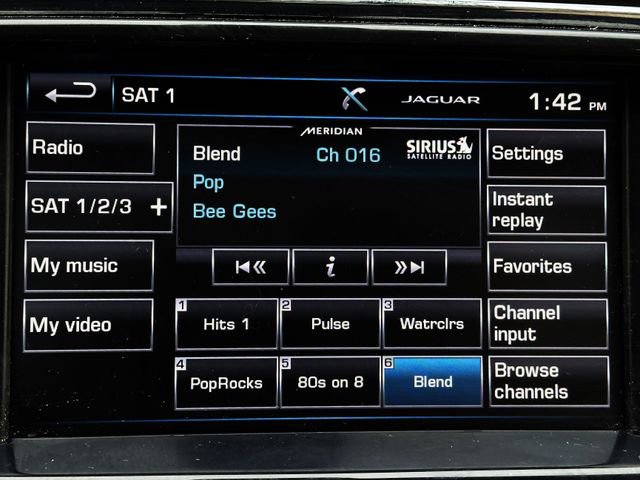 SAT 1
JAGUAR
1:42 PM
Radio
SAT 1/2/3 +
My music
My video
MERIDIAN
Blend Ch 016
SIRIUS
SATELLITE RADIO
Pop
Bee Gees
i
1 Hits 1
2 Pulse
3 Watrclrs
4 PopRocks
5 80s on 8
6 Blend
Settings
Instant
replay
Favorites
Channel
input
Browse
channels